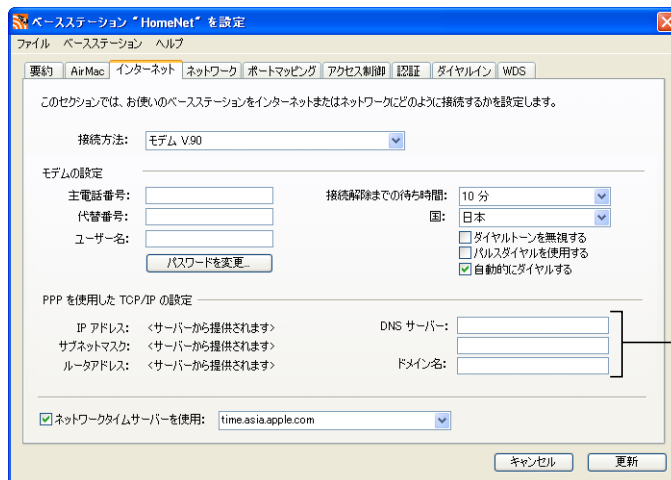 ベースステーション “HomeNet” を設定
ファイル ベースステーション ヘルプ
要約 AirMac インターネット ネットワーク ポートマッピング アクセス制御 認証 ダイヤルイン WDS
このセクションでは、お使いのベースステーションをインターネットまたはネットワークにどのように接続するかを設定します。
接続方法: モデム V.90
モデムの設定
主電話番号: 接続解除までの待ち時間: 10 分
代替番号: 国: 日本
ユーザー名: ダイヤルトーンを無視する
パルスダイヤルを使用する
パスワードを変更... 自動的にダイヤルする
PPP を使用した TCP/IP の設定
IP アドレス: <サーバーから提供されます> DNS サーバー:
サブネットマスク: <サーバーから提供されます>
ルータアドレス: <サーバーから提供されます> ドメイン名:
ネットワークタイムサーバーを使用: time.asia.apple.com
キャンセル 更新